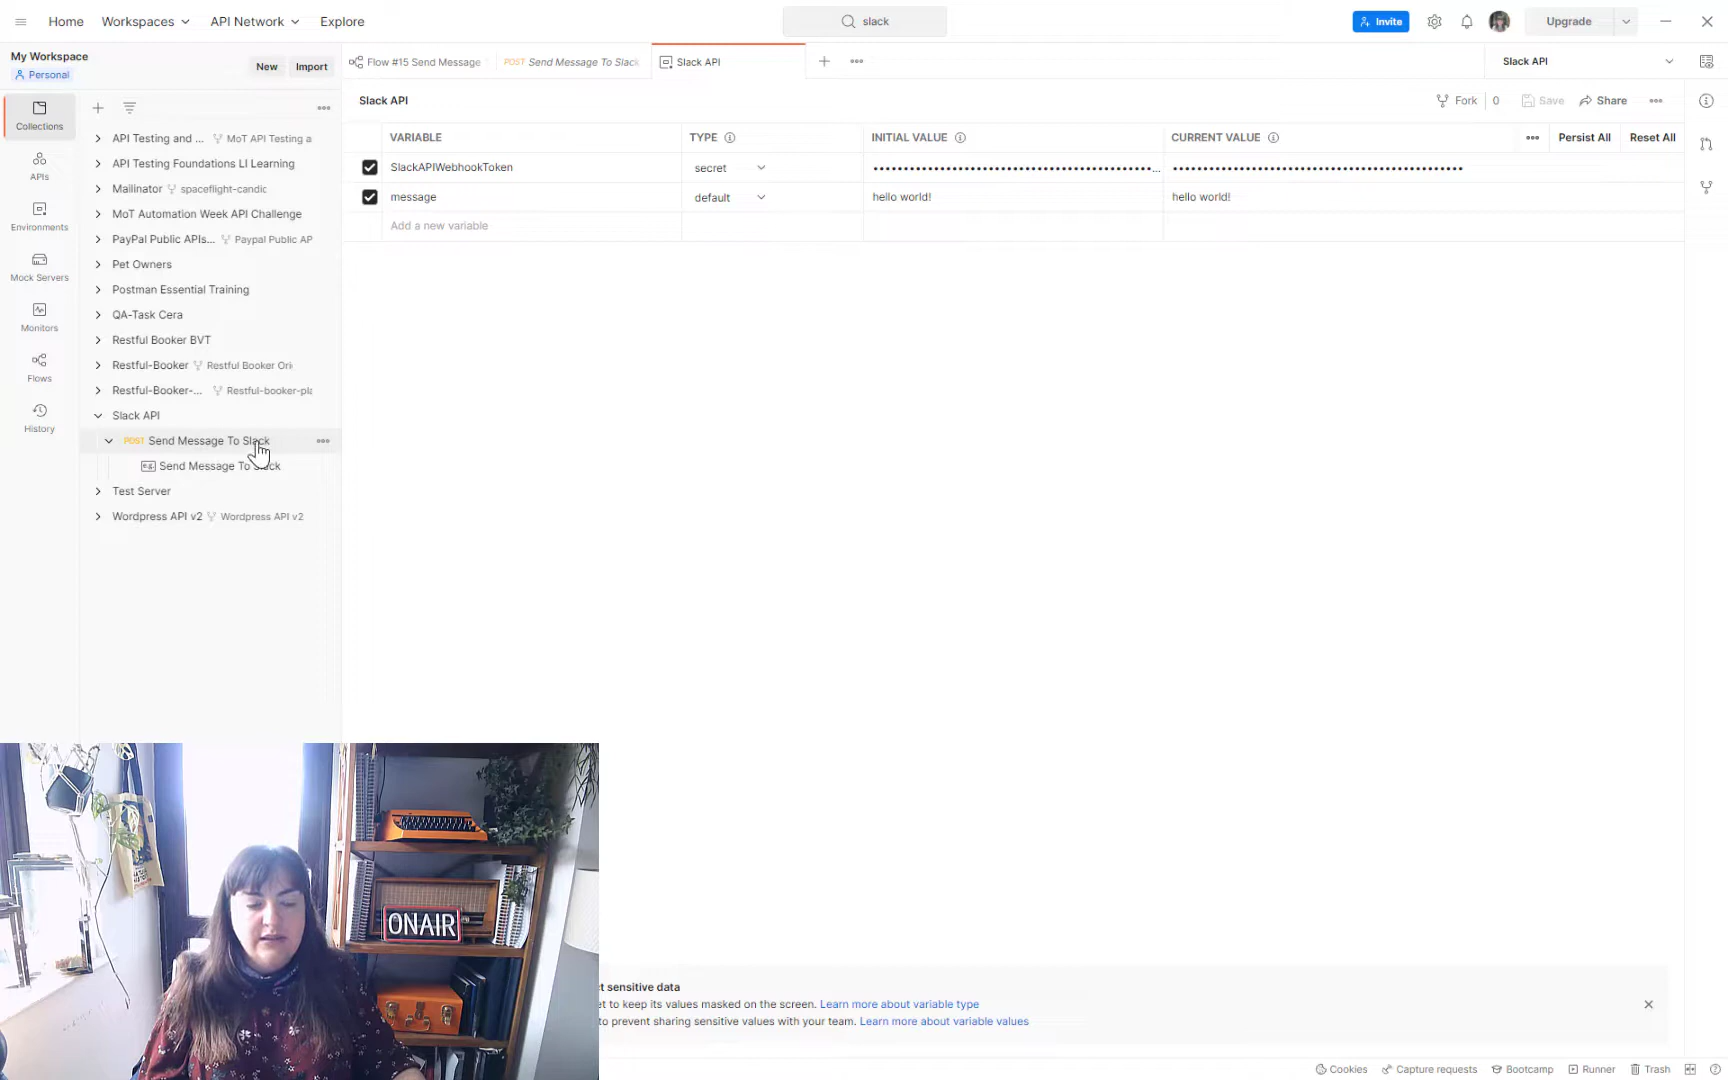 Home Workspaces API Network Explore slack Invite Upgrade
My Workspace
Personal
New Import
Flow #15 Send Message POST Send Message To Slack Slack API
Slack API
Collections
APIs
Environments
Mock Servers
Monitors
Flows
History
API Testing and ... MoT API Testing a
API Testing Foundations LI Learning
Mailinator spaceflight-candic
MoT Automation Week API Challenge
PayPal Public APIs... Paypal Public AP
Pet Owners
Postman Essential Training
QA-Task Cera
Restful Booker BVT
Restful-Booker Restful Booker Ori
Restful-Booker-... Restful-booker-pla
Slack API
POST Send Message To Slack
e.g. Send Message To Slack
Test Server
Wordpress API v2 Wordpress API v2
Slack API Fork 0 Save Share
VARIABLE TYPE INITIAL VALUE CURRENT VALUE Persist All Reset All
SlackAPIWebhookToken secret
message default hello world! hello world!
Add a new variable
ON AIR
ct sensitive data
et to keep its values masked on the screen. Learn more about variable type
to prevent sharing sensitive values with your team. Learn more about variable values
Cookies Capture requests Bootcamp Runner Trash